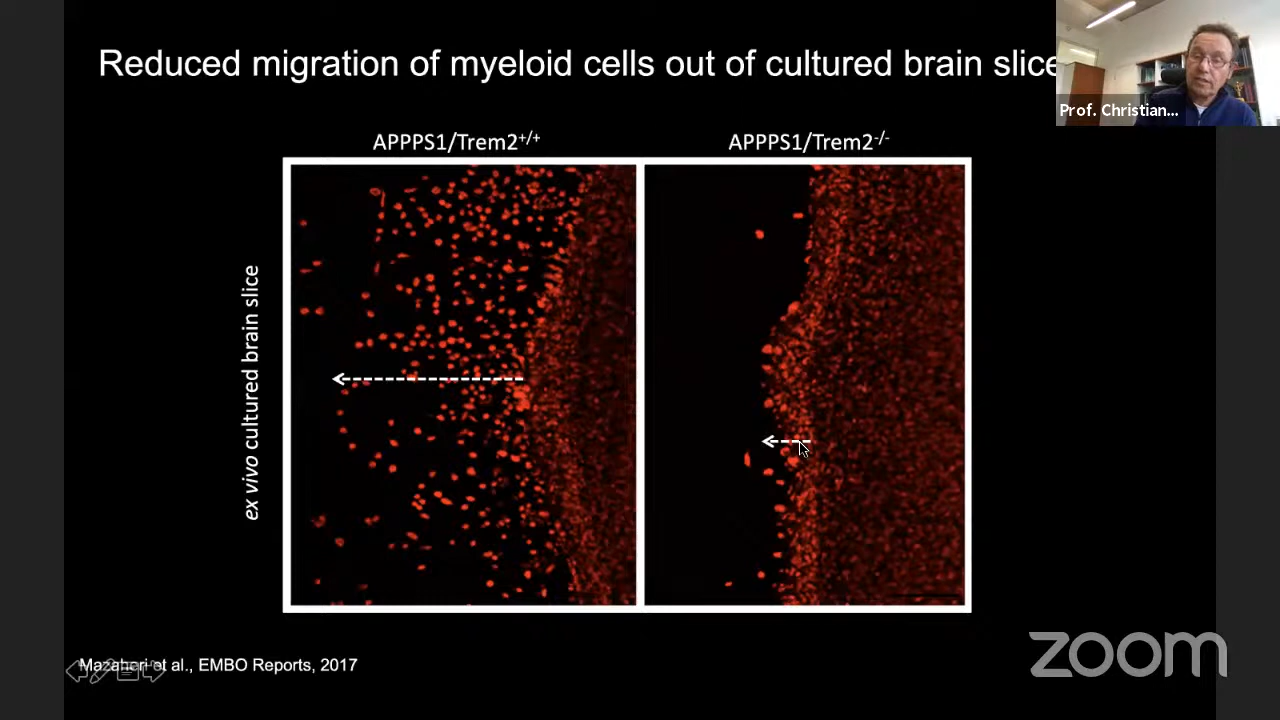 Reduced migration of myeloid cells out of cultured brain slice
Prof. Christian...
APPPS1/Trem2+/+
APPPS1/Trem2-/-
ex vivo cultured brain slice
Mazaheri et al., EMBO Reports, 2017
zoom